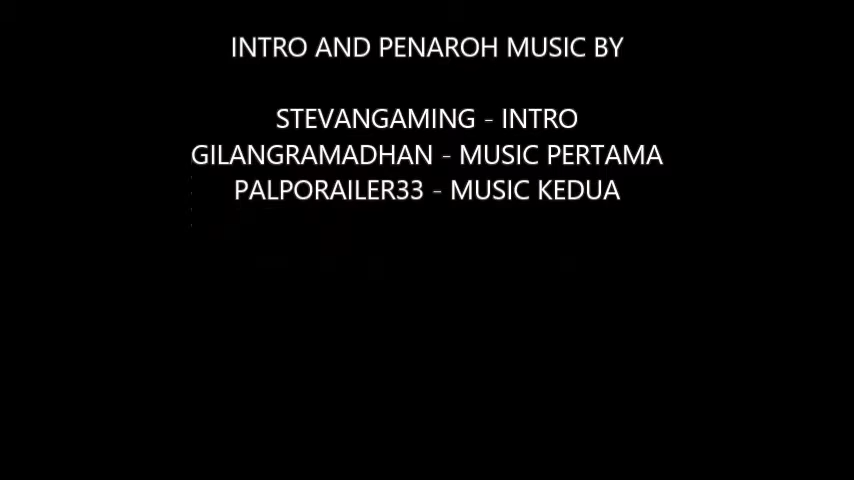 INTRO AND PENAROH MUSIC BY
STEVANGAMING - INTRO
GILANGRAMADHAN - MUSIC PERTAMA
PALPORAILER33 - MUSIC KEDUA